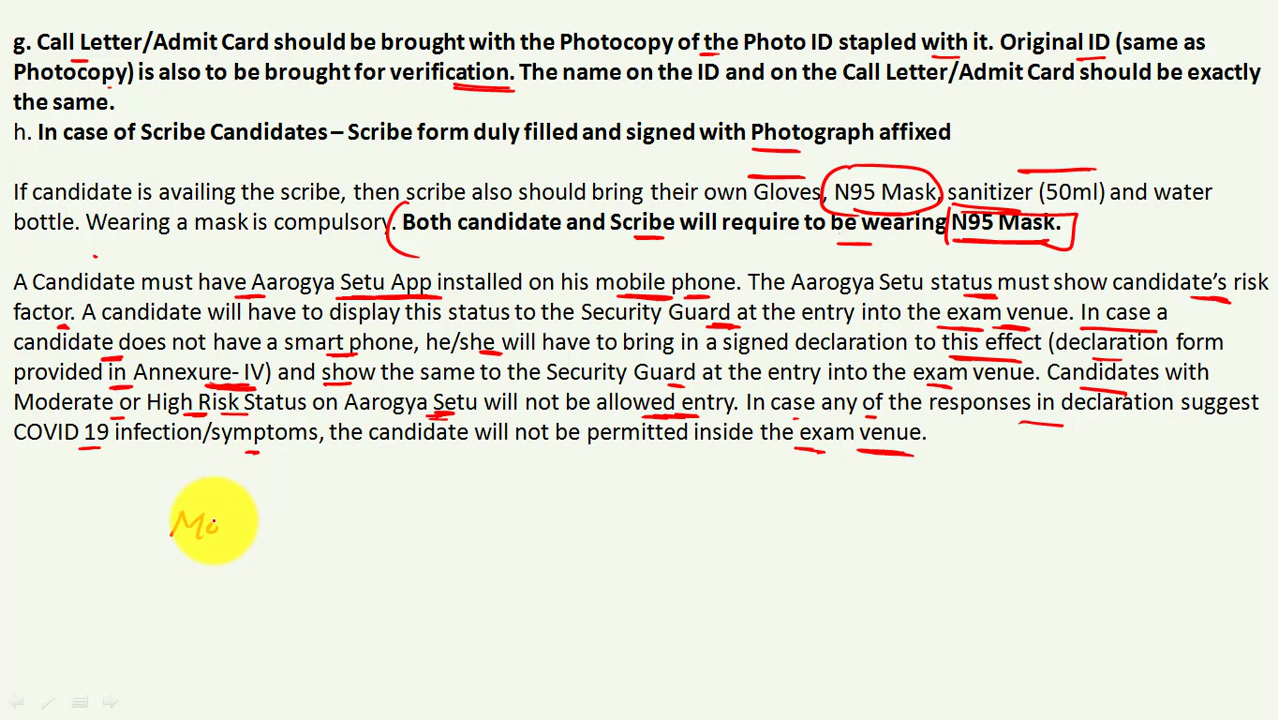 g. Call Letter/Admit Card should be brought with the Photocopy of the Photo ID stapled with it. Original ID (same as
Photocopy) is also to be brought for verification. The name on the ID and on the Call Letter/Admit Card should be exactly
the same.
h. In case of Scribe Candidates – Scribe form duly filled and signed with Photograph affixed
If candidate is availing the scribe, then scribe also should bring their own Gloves, N95 Mask, sanitizer (50ml) and water
bottle. Wearing a mask is compulsory. Both candidate and Scribe will require to be wearing N95 Mask.
A Candidate must have Aarogya Setu App installed on his mobile phone. The Aarogya Setu status must show candidate’s risk
factor. A candidate will have to display this status to the Security Guard at the entry into the exam venue. In case a
candidate does not have a smart phone, he/she will have to bring in a signed declaration to this effect (declaration form
provided in Annexure- IV) and show the same to the Security Guard at the entry into the exam venue. Candidates with
Moderate or High Risk Status on Aarogya Setu will not be allowed entry. In case any of the responses in declaration suggest
COVID 19 infection/symptoms, the candidate will not be permitted inside the exam venue.
Mo